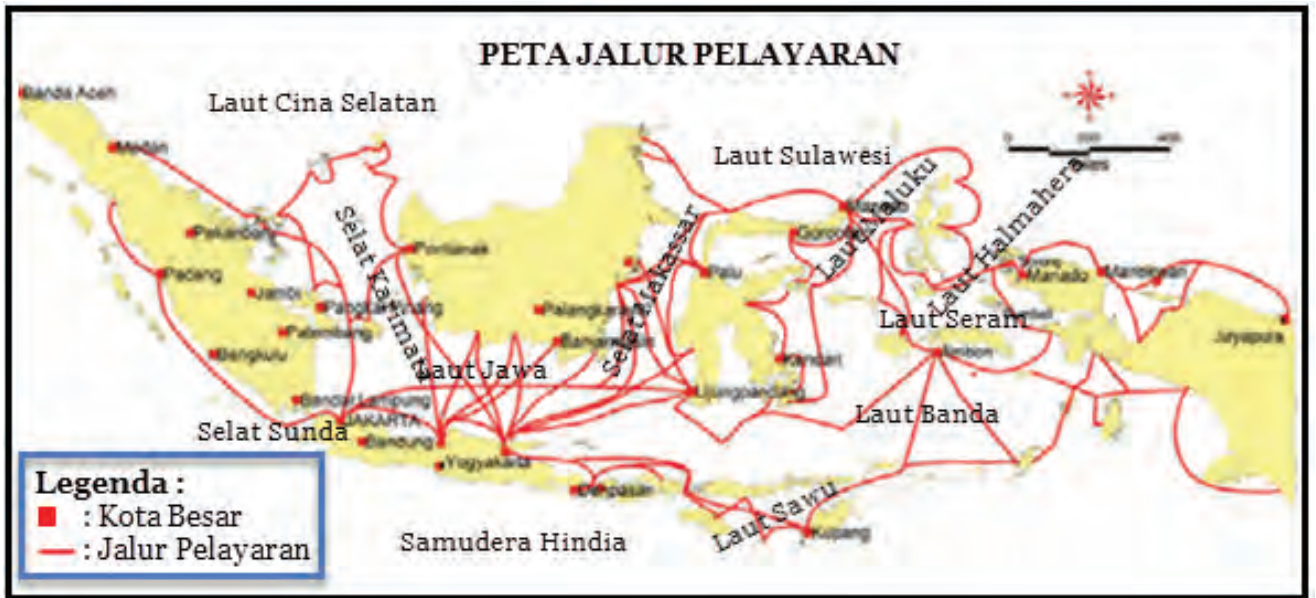 PETA JALUR PELAYARAN
Banda Aceh
Laut Cina Selatan
Medan
Laut Sulawesi
Laut Maluku
Laut Halmahera
Selat Karimata
Selat Makassar
Manado
Pekanbaru
Pontianak
Gorontalo
Padang
Palu
Manokwari
Jambi
Pangkalpinang
Palangkaraya
Laut Seram
Palembang
Banjarmasin
Jayapura
Bengkulu
Kendari
Ambon
Laut Jawa
Ujungpandang
Bandar Lampung
Laut Banda
JAKARTA
Selat Sunda
Bandung
Yogyakarta
Denpasar
Laut Sawu
Kupang
Samudera Hindia
Legenda :
: Kota Besar
: Jalur Pelayaran